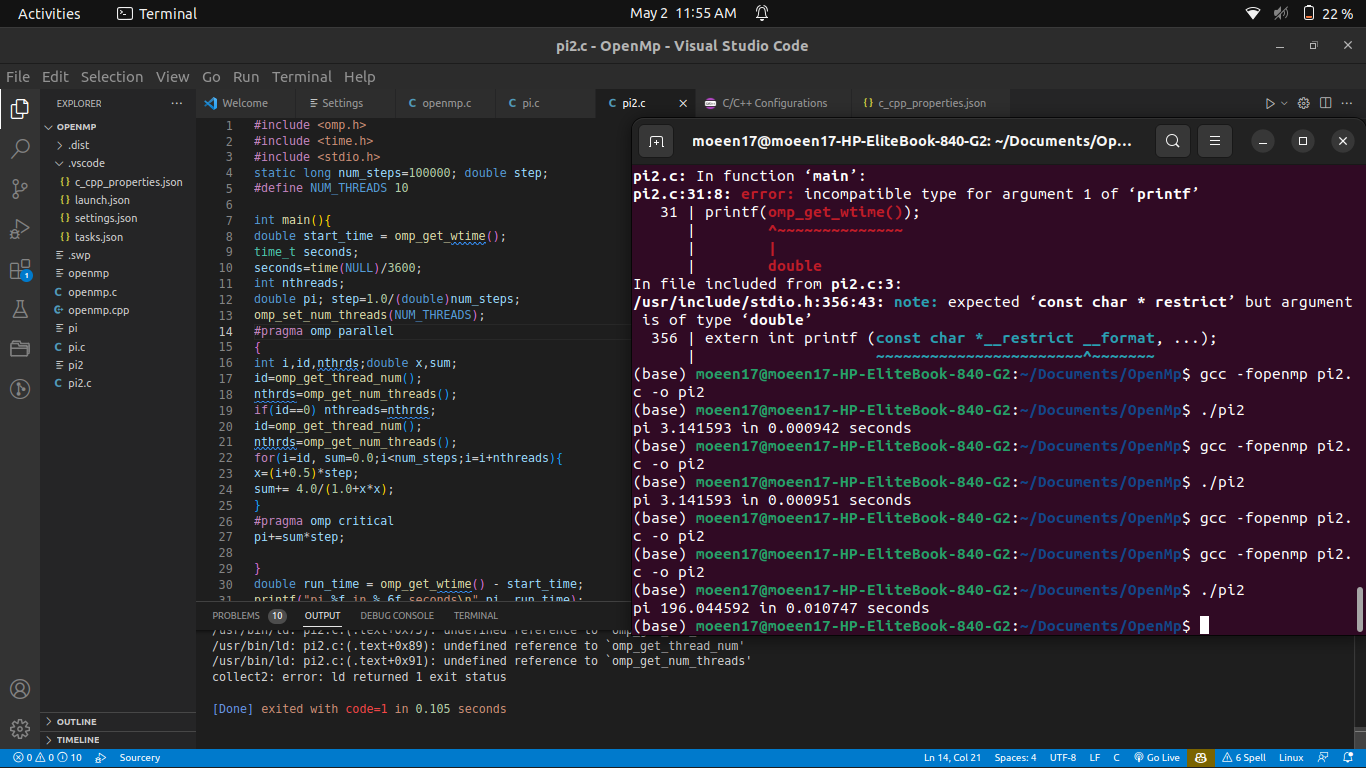 Activities Terminal May 2 11:55 AM 22 %
pi2.c - OpenMp - Visual Studio Code
File Edit Selection View Go Run Terminal Help
EXPLORER
OPENMP
.dist
.vscode
c_cpp_properties.json
launch.json
settings.json
tasks.json
.swp
openmp
openmp.c
openmp.cpp
pi
pi.c
pi2
pi2.c
OUTLINE
TIMELINE
Welcome Settings openmp.c pi.c pi2.c C/C++ Configurations c_cpp_properties.json
1 #include <omp.h>
2 #include <time.h>
3 #include <stdio.h>
4 static long num_steps=100000; double step;
5 #define NUM_THREADS 10
6
7 int main(){
8 double start_time = omp_get_wtime();
9 time_t seconds;
10 seconds=time(NULL)/3600;
11 int nthreads;
12 double pi; step=1.0/(double)num_steps;
13 omp_set_num_threads(NUM_THREADS);
14 #pragma omp parallel
15 {
16 int i,id,nthrds;double x,sum;
17 id=omp_get_thread_num();
18 nthrds=omp_get_num_threads();
19 if(id==0) nthreads=nthrds;
20 id=omp_get_thread_num();
21 nthrds=omp_get_num_threads();
22 for(i=id, sum=0.0;i<num_steps;i=i+nthreads){
23 x=(i+0.5)*step;
24 sum+= 4.0/(1.0+x*x);
25 }
26 #pragma omp critical
27 pi+=sum*step;
28
29 }
30 double run_time = omp_get_wtime() - start_time;
31 printf("pi %f in %.6f seconds\n",pi, run_time);
PROBLEMS 10 OUTPUT DEBUG CONSOLE TERMINAL
/usr/bin/ld: pi2.c:(.text+0x75): undefined reference to
/usr/bin/ld: pi2.c:(.text+0x89): undefined reference to `omp_get_thread_num'
/usr/bin/ld: pi2.c:(.text+0x91): undefined reference to `omp_get_num_threads'
collect2: error: ld returned 1 exit status
[Done] exited with code=1 in 0.105 seconds
moeen17@moeen17-HP-EliteBook-840-G2: ~/Documents/Op...
pi2.c: In function ‘main’:
pi2.c:31:8: error: incompatible type for argument 1 of ‘printf’
31 | printf(omp_get_wtime());
| ^~~~~~~~~~~~~~~
| |
| double
In file included from pi2.c:3:
/usr/include/stdio.h:356:43: note: expected ‘const char * restrict’ but argument
is of type ‘double’
356 | extern int printf (const char *__restrict __format, ...);
| ~~~~~~~~~~~~~~~~~~~~~~~^~~~~~~~
(base) moeen17@moeen17-HP-EliteBook-840-G2:~/Documents/OpenMp$ gcc -fopenmp pi2.
c -o pi2
(base) moeen17@moeen17-HP-EliteBook-840-G2:~/Documents/OpenMp$ ./pi2
pi 3.141593 in 0.000942 seconds
(base) moeen17@moeen17-HP-EliteBook-840-G2:~/Documents/OpenMp$ gcc -fopenmp pi2.
c -o pi2
(base) moeen17@moeen17-HP-EliteBook-840-G2:~/Documents/OpenMp$ ./pi2
pi 3.141593 in 0.000951 seconds
(base) moeen17@moeen17-HP-EliteBook-840-G2:~/Documents/OpenMp$ gcc -fopenmp pi2.
c -o pi2
(base) moeen17@moeen17-HP-EliteBook-840-G2:~/Documents/OpenMp$ gcc -fopenmp pi2.
c -o pi2
(base) moeen17@moeen17-HP-EliteBook-840-G2:~/Documents/OpenMp$ ./pi2
pi 196.044592 in 0.010747 seconds
(base) moeen17@moeen17-HP-EliteBook-840-G2:~/Documents/OpenMp$
0 0 10 Sourcery Ln 14, Col 21 Spaces: 4 UTF-8 LF C Go Live 6 Spell Linux